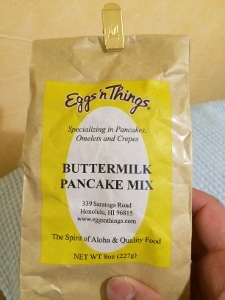 Eggs 'n Things
Specializing in Pancakes,
Omelets and Crepes
BUTTERMILK
PANCAKE MIX
339 Saratoga Road
Honolulu, HI 96815
www.eggsnthings.com
The Spirit of Aloha & Quality Food
NET WT 8oz (227g)